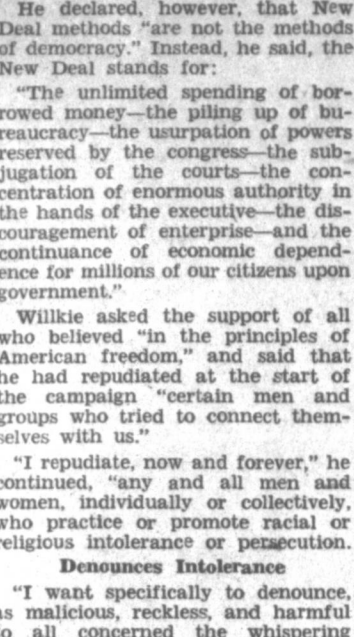 He declared, however, that New
Deal methods “are not the methods
of democracy.” Instead, he said, the
New Deal stands for:
“The unlimited spending of bor-
rowed money—the piling up of bu-
reaucracy—the usurpation of powers
reserved by the congress—the sub-
jugation of the courts—the con-
centration of enormous authority in
the hands of the executive—the dis-
couragement of enterprise—and the
continuance of economic depend-
ence for millions of our citizens upon
government.”
Willkie asked the support of all
who believed “in the principles of
American freedom,” and said that
he had repudiated at the start of
the campaign “certain men and
groups who tried to connect them-
selves with us.”
“I repudiate, now and forever,” he
continued, “any and all men and
women, individually or collectively,
who practice or promote racial or
religious intolerance or persecution.
Denounces Intolerance
“I want specifically to denounce,
as malicious, reckless, and harmful
to all concerned the whispering